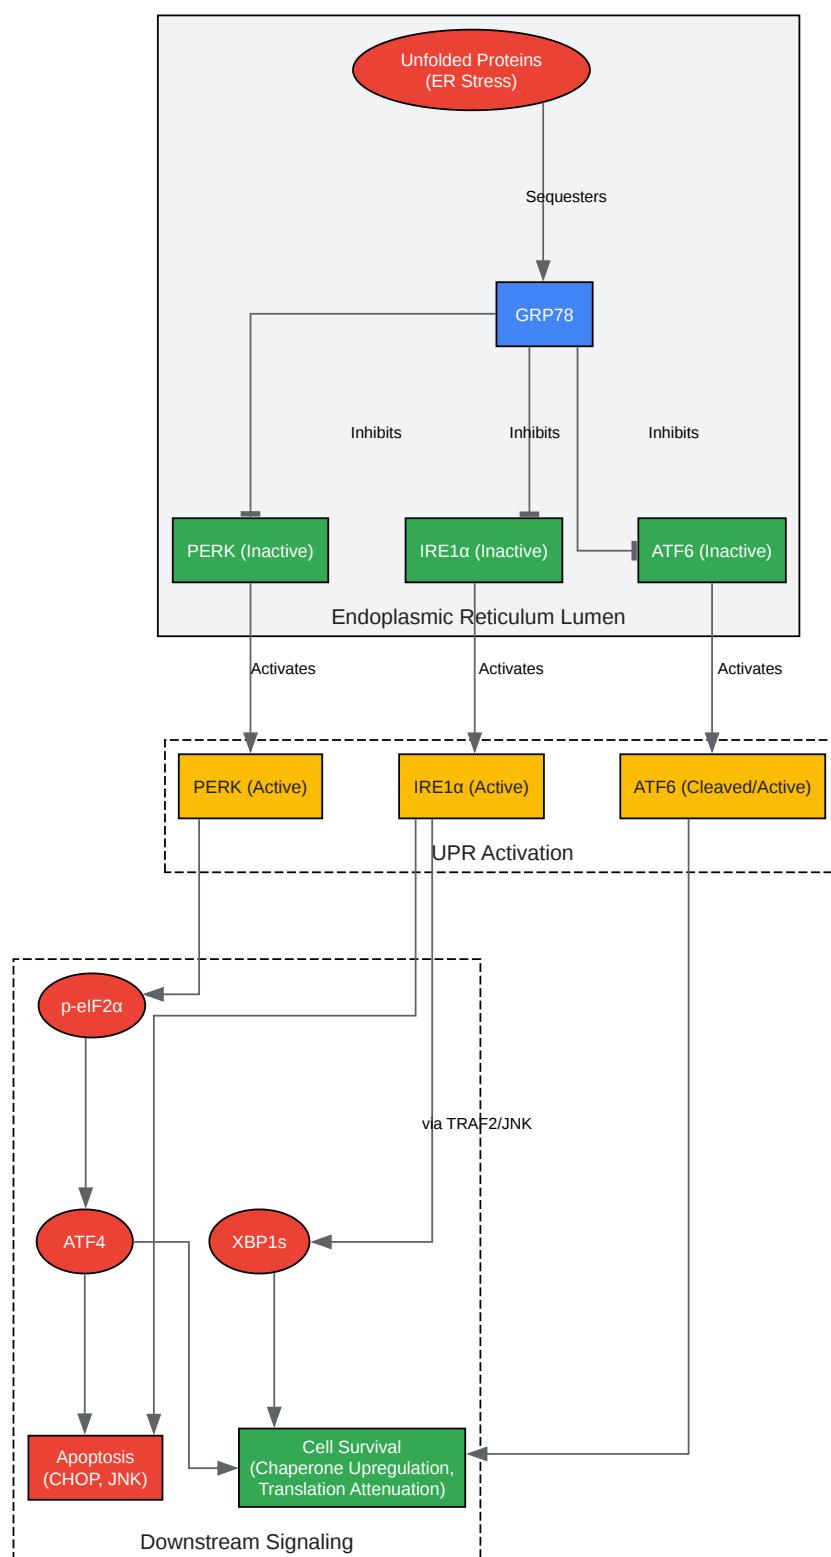 Unfolded Proteins
(ER Stress)
Sequesters
GRP78
Inhibits
Inhibits
Inhibits
PERK (Inactive)
IRE1α (Inactive)
ATF6 (Inactive)
Endoplasmic Reticulum Lumen
Activates
Activates
Activates
PERK (Active)
IRE1α (Active)
ATF6 (Cleaved/Active)
UPR Activation
p-eIF2α
via TRAF2/JNK
ATF4
XBP1s
Apoptosis
(CHOP, JNK)
Cell Survival
(Chaperone Upregulation,
Translation Attenuation)
Downstream Signaling